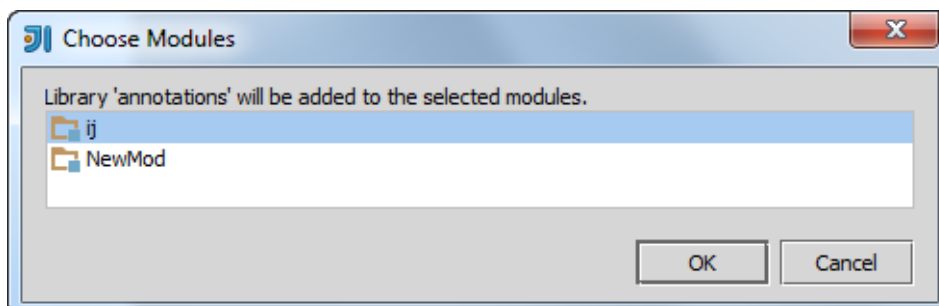 Choose Modules
Library 'annotations' will be added to the selected modules.
ij
NewMod
OK
Cancel